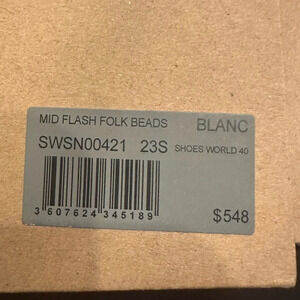 MID FLASH FOLK BEADS BLANC
SWSN00421 23S SHOES WORLD 40
3 607624 345189
$548